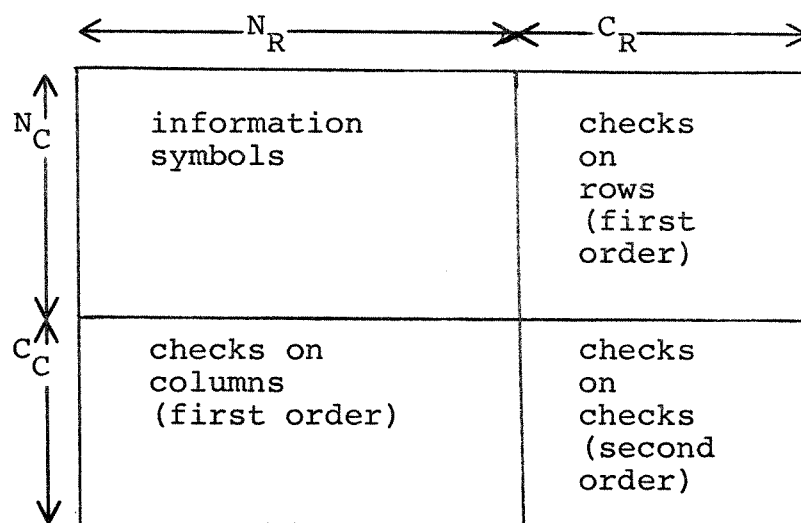 N_R C_R
N_C
information
symbols
checks
on
rows
(first
order)
C_C
checks on
columns
(first order)
checks
on
checks
(second
order)